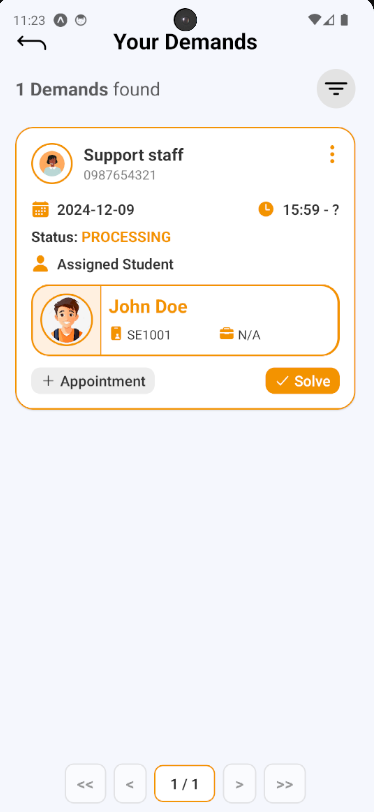 11:23
Your Demands
1 Demands found
Support staff
0987654321
2024-12-09 15:59 - ?
Status: PROCESSING
Assigned Student
John Doe
SE1001 N/A
+ Appointment Solve
<< < 1 / 1 > >>